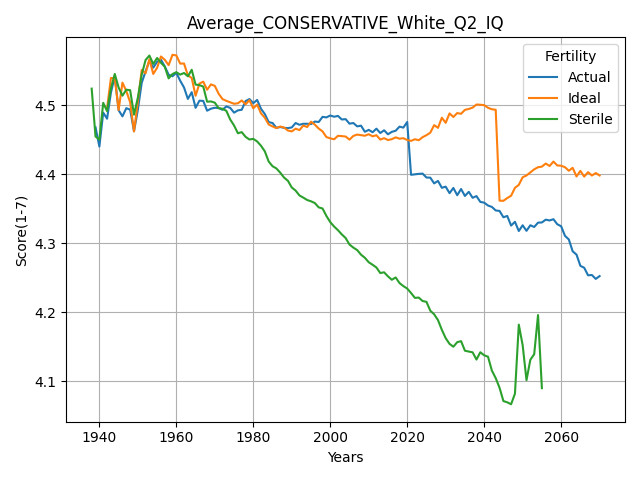 Average_CONSERVATIVE_White_Q2_IQ
Fertility
Actual
Ideal
Sterile
Score(1-7)
4.5
4.4
4.3
4.2
4.1
1940 1960 1980 2000 2020 2040 2060
Years